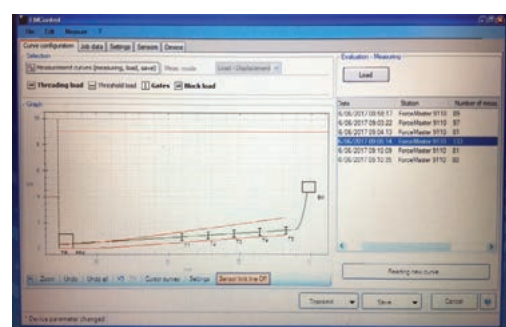 EMControl
File Edit Measure ?
Curve configuration Job data Settings Sensors Device
Selection
Measurement curves (measuring, load, save) Meas. mode Load - Displacement
Threading load Threshold load Gates Block load
Evaluation - Measuring
Load
Graph
Date Station Number of meas
6/06/2017 08:58:17 ForceMaster 9110 89
6/06/2017 09:03:22 ForceMaster 9110 97
6/06/2017 09:04:13 ForceMaster 9110 81
6/06/2017 09:05:14 ForceMaster 9110
6/06/2017 09:10:09 ForceMaster 9110 81
6/06/2017 09:10:35 ForceMaster 9110 80
Zoom Undo Undo all Cursor curves Settings Sensor limit line Off
Reading new curve
Transmit Save Cancel
Device parameter changed